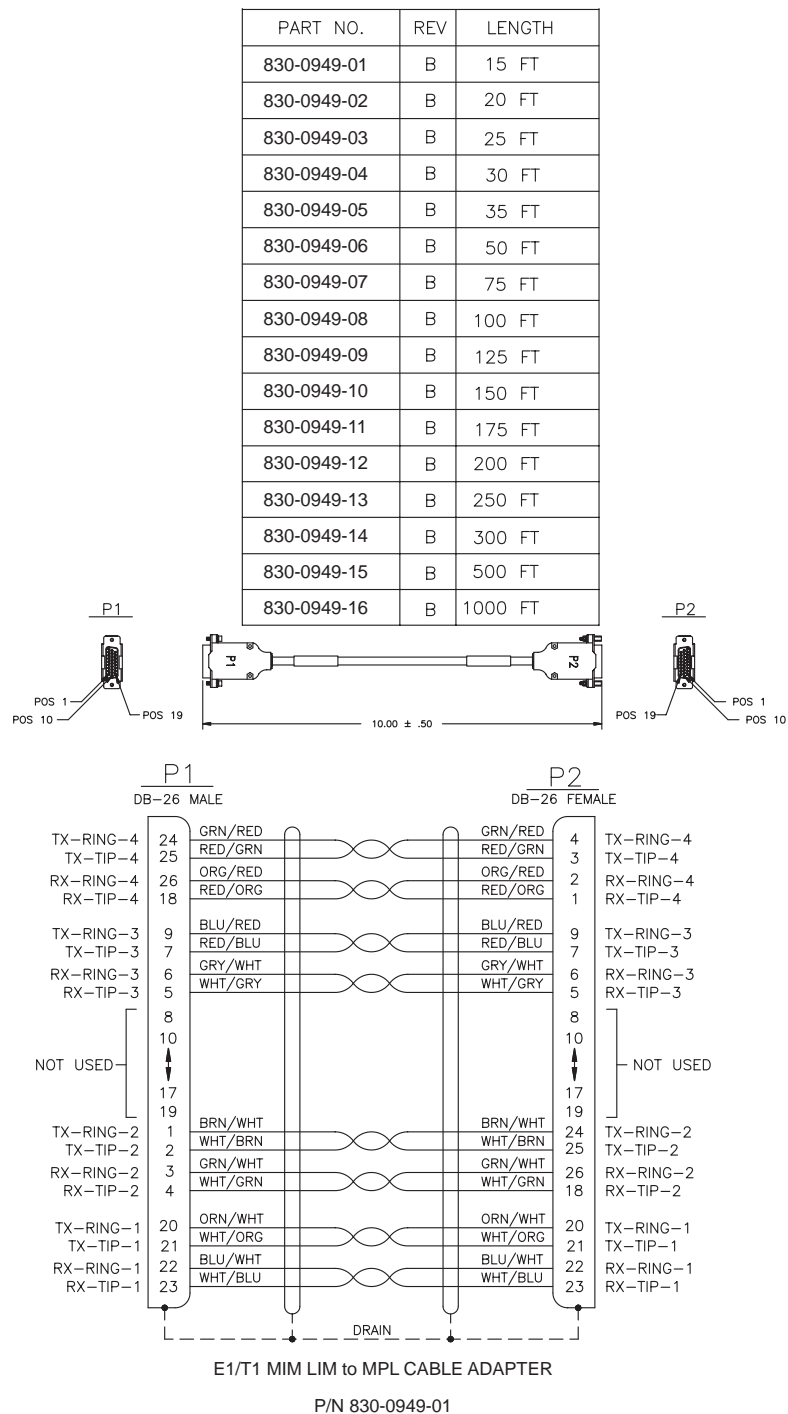 PART NO. REV LENGTH
830-0949-01 B 15 FT
830-0949-02 B 20 FT
830-0949-03 B 25 FT
830-0949-04 B 30 FT
830-0949-05 B 35 FT
830-0949-06 B 50 FT
830-0949-07 B 75 FT
830-0949-08 B 100 FT
830-0949-09 B 125 FT
830-0949-10 B 150 FT
830-0949-11 B 175 FT
830-0949-12 B 200 FT
830-0949-13 B 250 FT
830-0949-14 B 300 FT
830-0949-15 B 500 FT
830-0949-16 B 1000 FT
P1 P2
P1 P2
POS 1 POS 1
POS 10 POS 19 10.00 ± .50 POS 19 POS 10
P1 P2
DB-26 MALE DB-26 FEMALE
TX-RING-4 24 GRN/RED GRN/RED 4 TX-RING-4
TX-TIP-4 25 RED/GRN RED/GRN 3 TX-TIP-4
RX-RING-4 26 ORG/RED ORG/RED 2 RX-RING-4
RX-TIP-4 18 RED/ORG RED/ORG 1 RX-TIP-4
TX-RING-3 9 BLU/RED BLU/RED 9 TX-RING-3
TX-TIP-3 7 RED/BLU RED/BLU 7 TX-TIP-3
RX-RING-3 6 GRY/WHT GRY/WHT 6 RX-RING-3
RX-TIP-3 5 WHT/GRY WHT/GRY 5 RX-TIP-3
8 8
10 10
NOT USED NOT USED
17 17
19 19
TX-RING-2 1 BRN/WHT BRN/WHT 24 TX-RING-2
TX-TIP-2 2 WHT/BRN WHT/BRN 25 TX-TIP-2
RX-RING-2 3 GRN/WHT GRN/WHT 26 RX-RING-2
RX-TIP-2 4 WHT/GRN WHT/GRN 18 RX-TIP-2
TX-RING-1 20 ORN/WHT ORN/WHT 20 TX-RING-1
TX-TIP-1 21 WHT/ORG WHT/ORG 21 TX-TIP-1
RX-RING-1 22 BLU/WHT BLU/WHT 22 RX-RING-1
RX-TIP-1 23 WHT/BLU WHT/BLU 23 RX-TIP-1
DRAIN
E1/T1 MIM LIM to MPL CABLE ADAPTER
P/N 830-0949-01